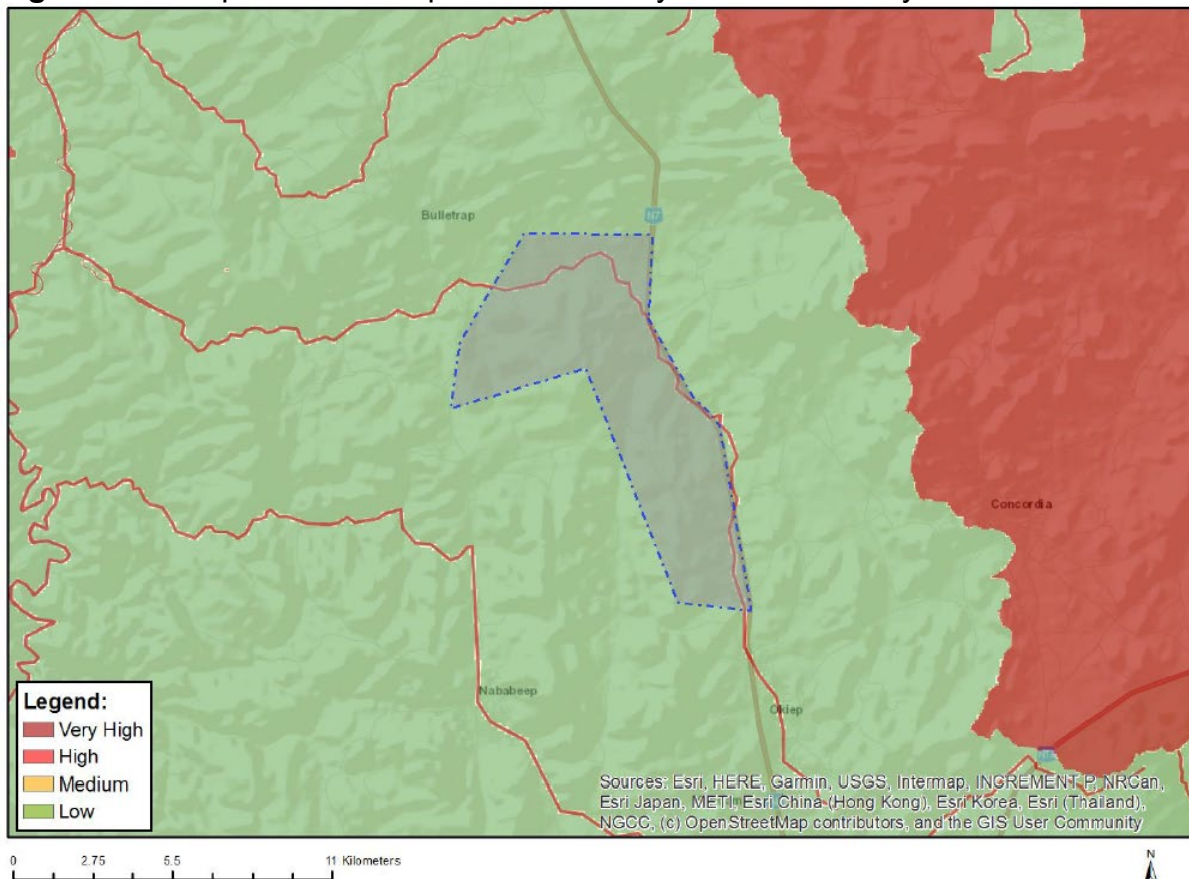 Bulletrap
N7
Concordia
Nababeep
Okiep
Legend:
Very High
High
Medium
Low
Sources: Esri, HERE, Garmin, USGS, Intermap, INCREMENT P, NRCan,
Esri Japan, METI, Esri China (Hong Kong), Esri Korea, Esri (Thailand),
NGCC, (c) OpenStreetMap contributors, and the GIS User Community
0 2.75 5.5 11 Kilometers
N